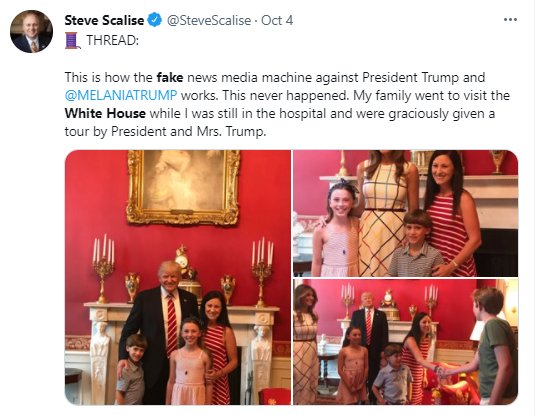 Steve Scalise @SteveScalise · Oct 4
🧵 THREAD:
This is how the fake news media machine against President Trump and
@MELANIATRUMP works. This never happened. My family went to visit the
White House while I was still in the hospital and were graciously given a
tour by President and Mrs. Trump.